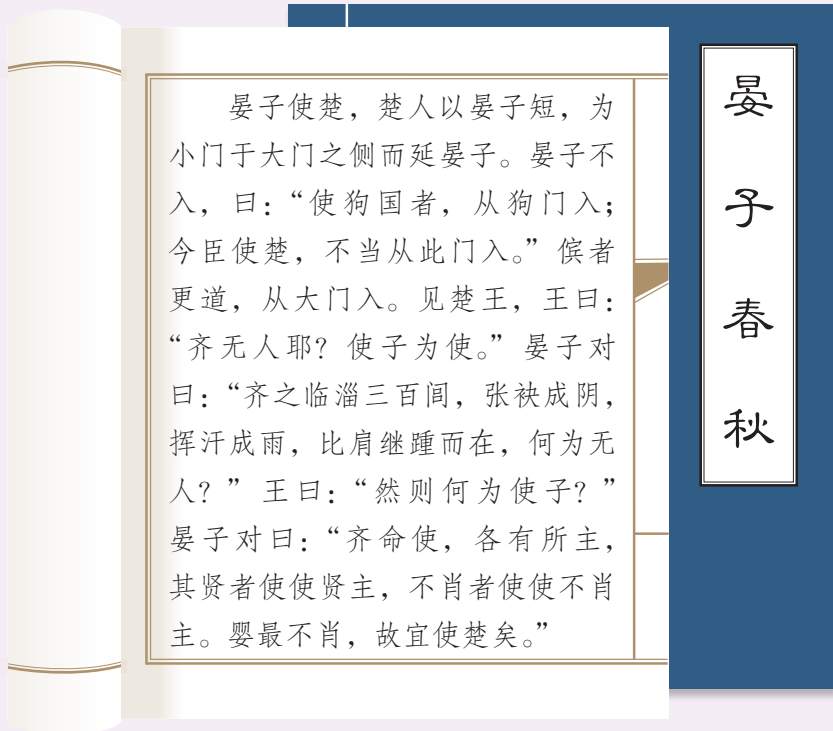 晏子使楚，楚人以晏子短，为
小门于大门之侧而延晏子。晏子不
入，曰：“使狗国者，从狗门入；
今臣使楚，不当从此门入。”傧者
更道，从大门入。见楚王，王曰：
“齐无人耶？使子为使。”晏子对
曰：“齐之临淄三百闾，张袂成阴，
挥汗成雨，比肩继踵而在，何为无
人？”王曰：“然则何为使子？”
晏子对曰：“齐命使，各有所主，
其贤者使使贤主，不肖者使使不肖
主。婴最不肖，故宜使楚矣。”
晏子春秋